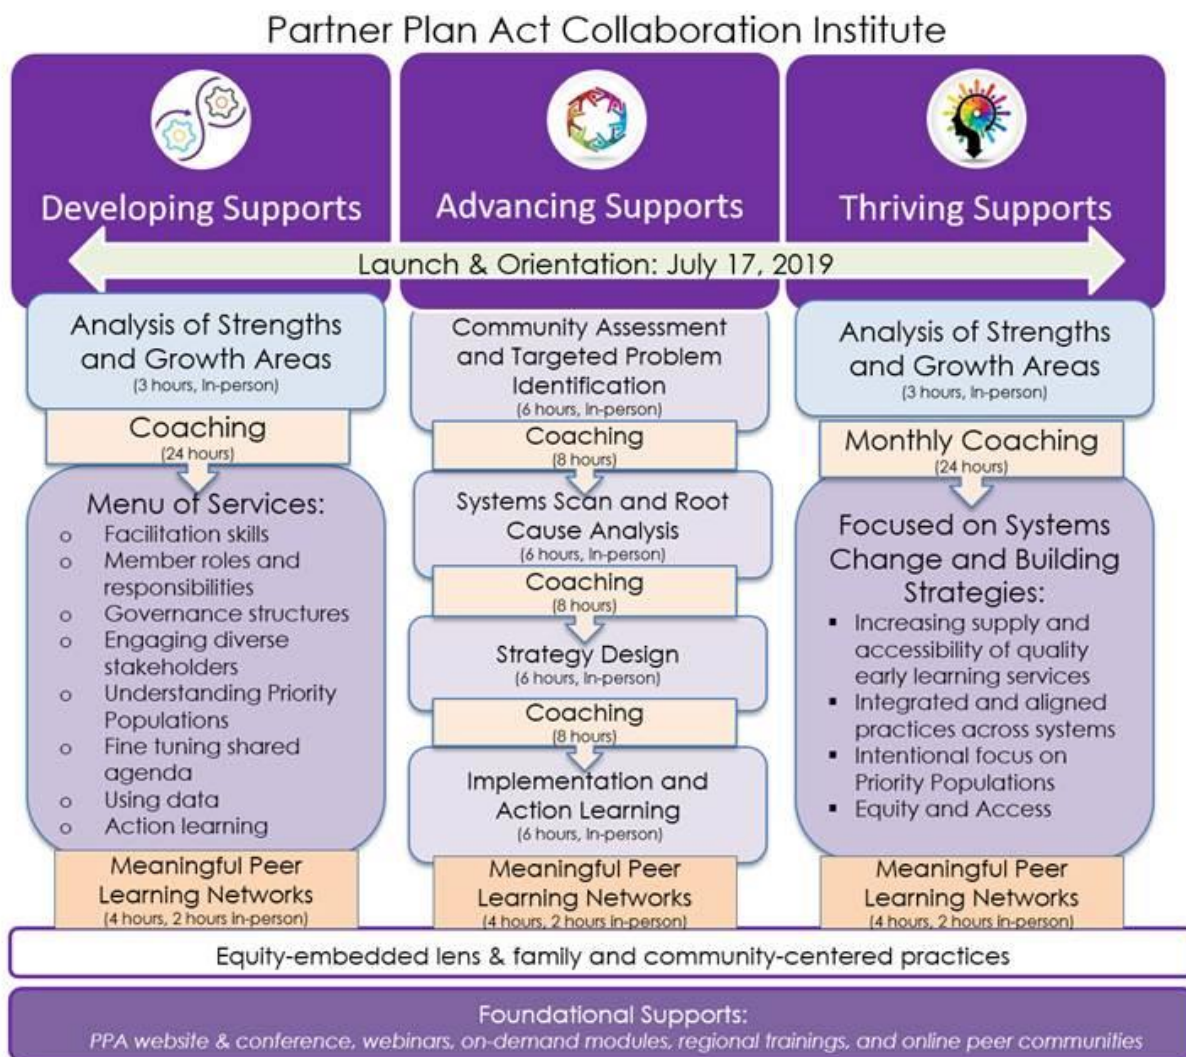 Partner Plan Act Collaboration Institute
Developing Supports
Advancing Supports
Thriving Supports
Launch & Orientation: July 17, 2019
Analysis of Strengths
and Growth Areas
(3 hours, In-person)
Coaching
(24 hours)
Menu of Services:
o Facilitation skills
o Member roles and
responsibilities
o Governance structures
o Engaging diverse
stakeholders
o Understanding Priority
Populations
o Fine tuning shared
agenda
o Using data
o Action learning
Meaningful Peer
Learning Networks
(4 hours, 2 hours in-person)
Community Assessment
and Targeted Problem
Identification
(6 hours, In-person)
Coaching
(8 hours)
Systems Scan and Root
Cause Analysis
(6 hours, In-person)
Coaching
(8 hours)
Strategy Design
(6 hours, In-person)
Coaching
(8 hours)
Implementation and
Action Learning
(6 hours, In-person)
Meaningful Peer
Learning Networks
(4 hours, 2 hours in-person)
Analysis of Strengths
and Growth Areas
(3 hours, In-person)
Monthly Coaching
(24 hours)
Focused on Systems
Change and Building
Strategies:
▪ Increasing supply and
accessibility of quality
early learning services
▪ Integrated and aligned
practices across systems
▪ Intentional focus on
Priority Populations
▪ Equity and Access
Meaningful Peer
Learning Networks
(4 hours, 2 hours in-person)
Equity-embedded lens & family and community-centered practices
Foundational Supports:
PPA website & conference, webinars, on-demand modules, regional trainings, and online peer communities